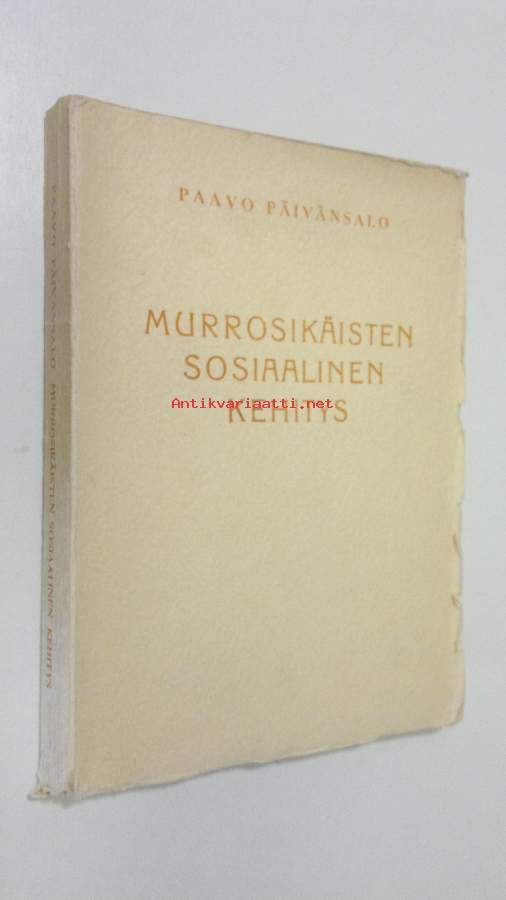 PAAVO PÄIVÄNSALO
MURROSIKÄISTEN
SOSIAALINEN
KEHITYS
Antikvariaatti.net
PAAVO PÄIVÄNSALO MURROSIKÄISTEN SOSIAALINEN KEHITYS